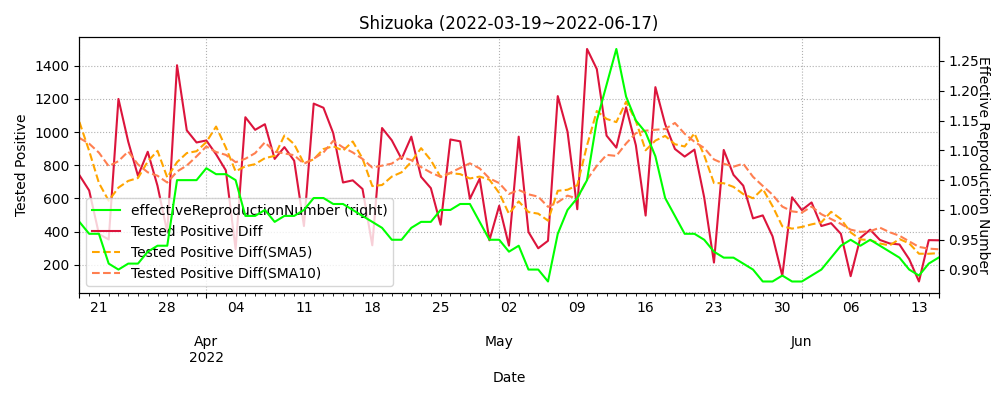 Shizuoka (2022-03-19~2022-06-17)
Tested Positive
1400
1200
1000
800
600
400
200
1.25
1.20
1.15
1.10
1.05
1.00
0.95
0.90
Effective Reproduction Number
effectiveReproductionNumber (right)
Tested Positive Diff
Tested Positive Diff(SMA5)
Tested Positive Diff(SMA10)
21 28 04 11 18 25 02 09 16 23 30 06 13
Apr May Jun
2022
Date